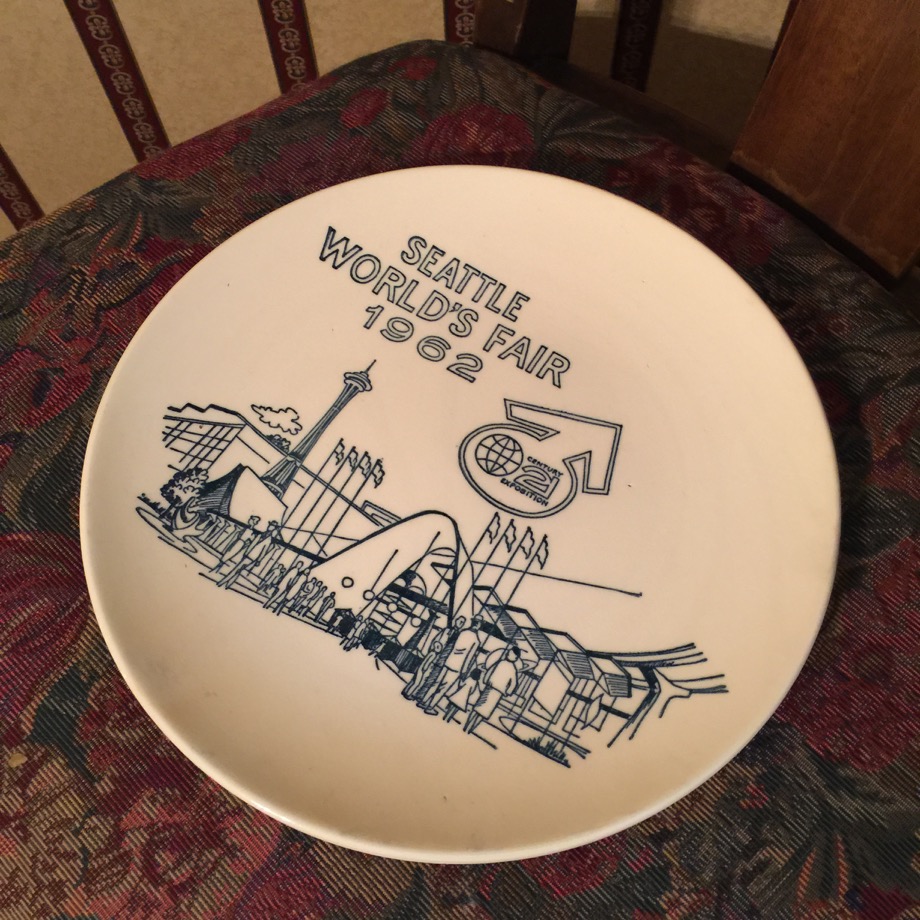 SEATTLE
WORLD'S FAIR
1962
CENTURY
21
EXPOSITION